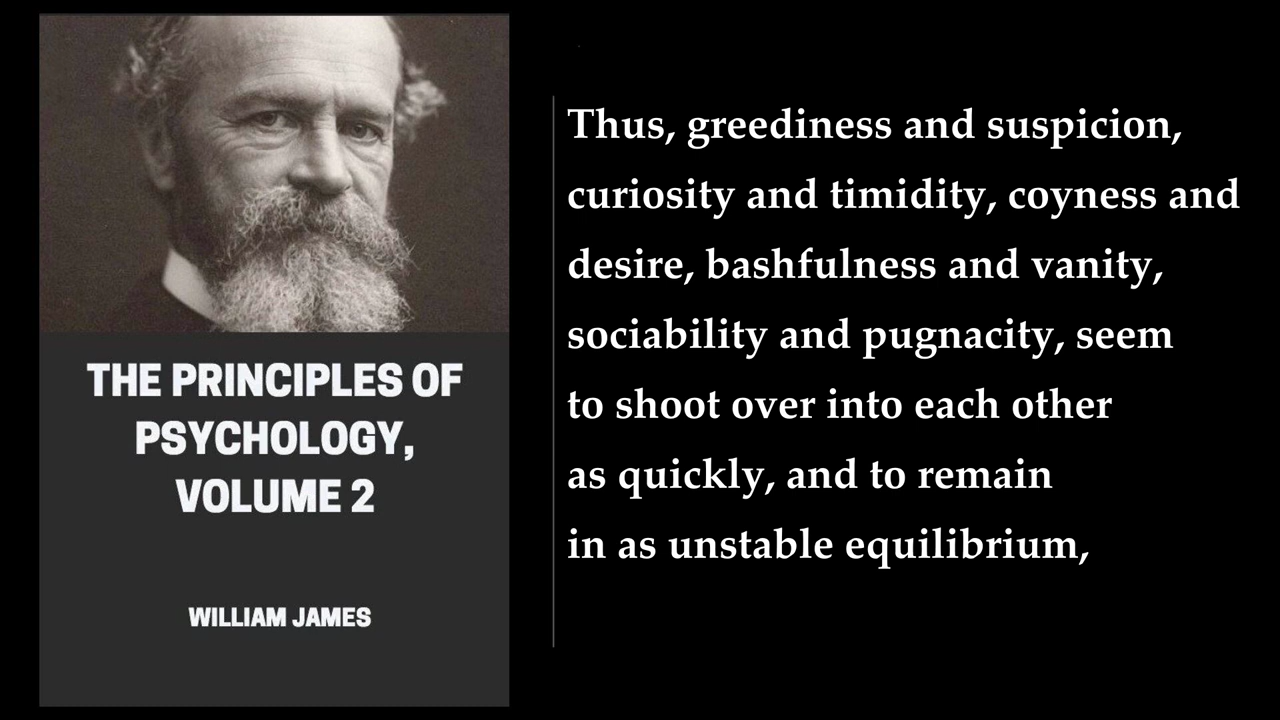 THE PRINCIPLES OF
PSYCHOLOGY,
VOLUME 2
WILLIAM JAMES
Thus, greediness and suspicion,
curiosity and timidity, coyness and
desire, bashfulness and vanity,
sociability and pugnacity, seem
to shoot over into each other
as quickly, and to remain
in as unstable equilibrium,